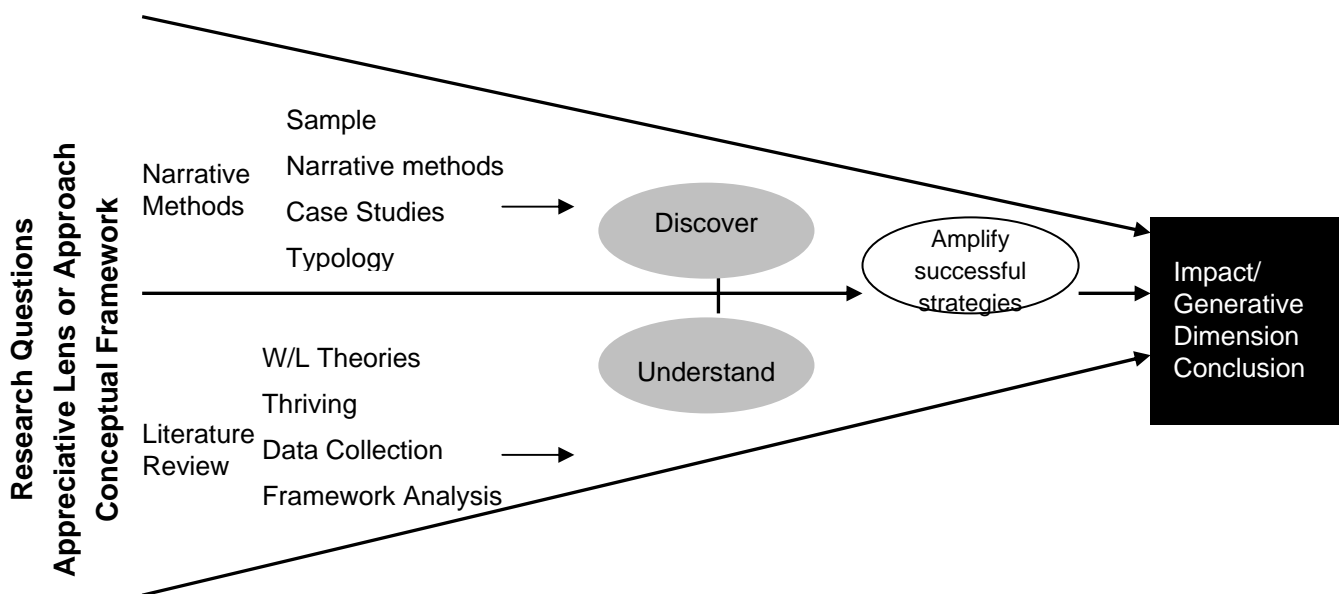 Research Questions
Appreciative Lens or Approach
Conceptual Framework
Narrative
Methods
Sample
Narrative methods
Case Studies
Typology
Discover
Amplify
successful
strategies
Impact/
Generative
Dimension
Conclusion
Literature
Review
W/L Theories
Thriving
Data Collection
Framework Analysis
Understand